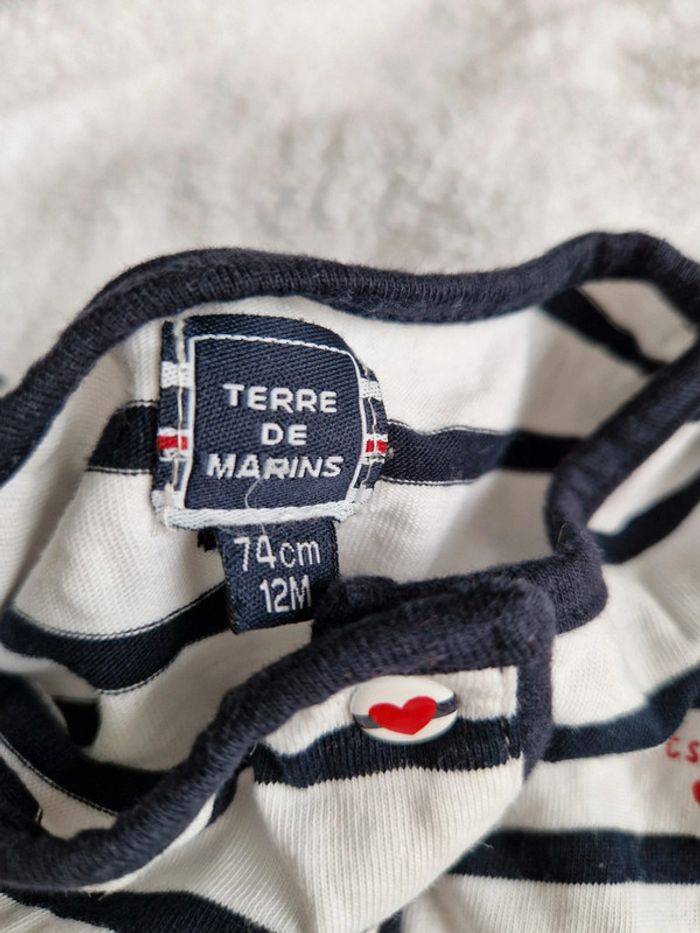 TERRE
DE
MARINS
74cm
12M